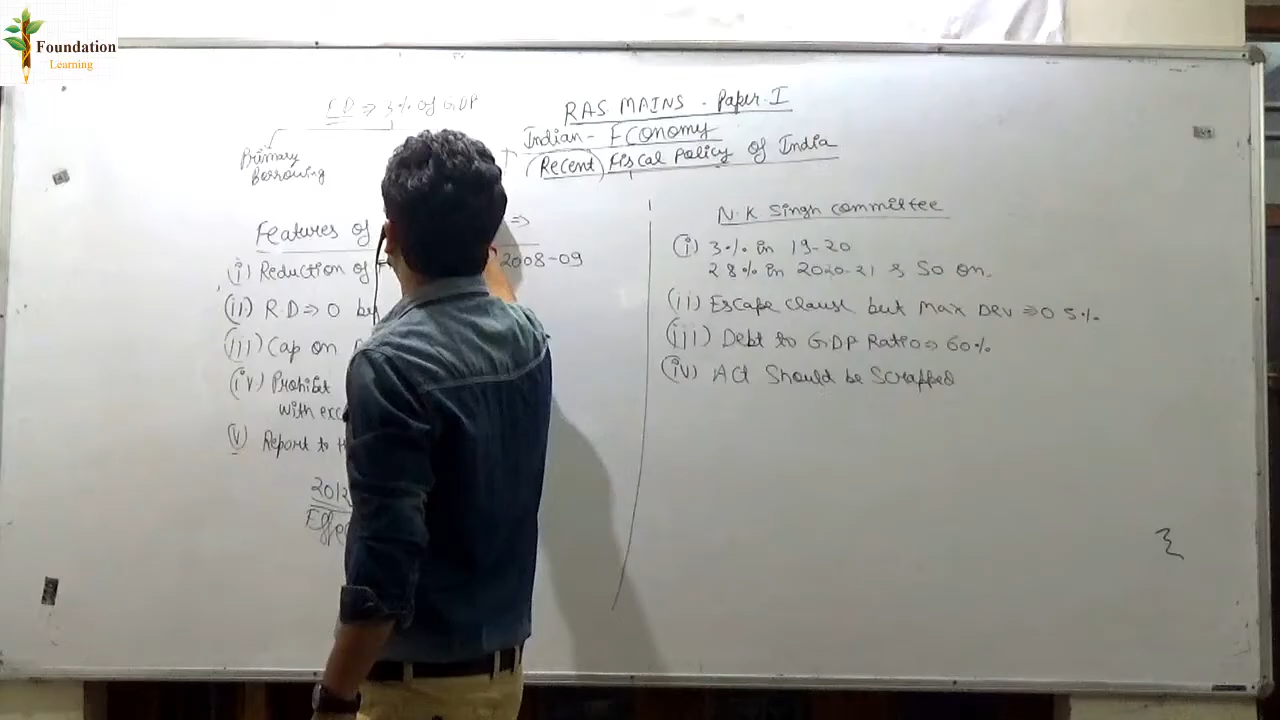 Foundation
Learning
RAS MAINS - Paper-I
Indian - Economy
(Recent) Fiscal Policy of India
F.D ⇒ 3% of GDP
Primary
Borrowing
Features of ⇒
(i) Reduction of 2008-09
(ii) R.D ⇒ 0 by
(iii) Cap on
(iv) Prohibit
with exc
(v) Report to
2012
Effe
N.K Singh committee
(i) 3% in 19-20
2.8% in 2020-21 & So on.
(ii) Escape clause but Max Dev ⇒ 0.5%
(iii) Debt to GDP Ratio ⇒ 60%
(iv) Act Should be Scrapped